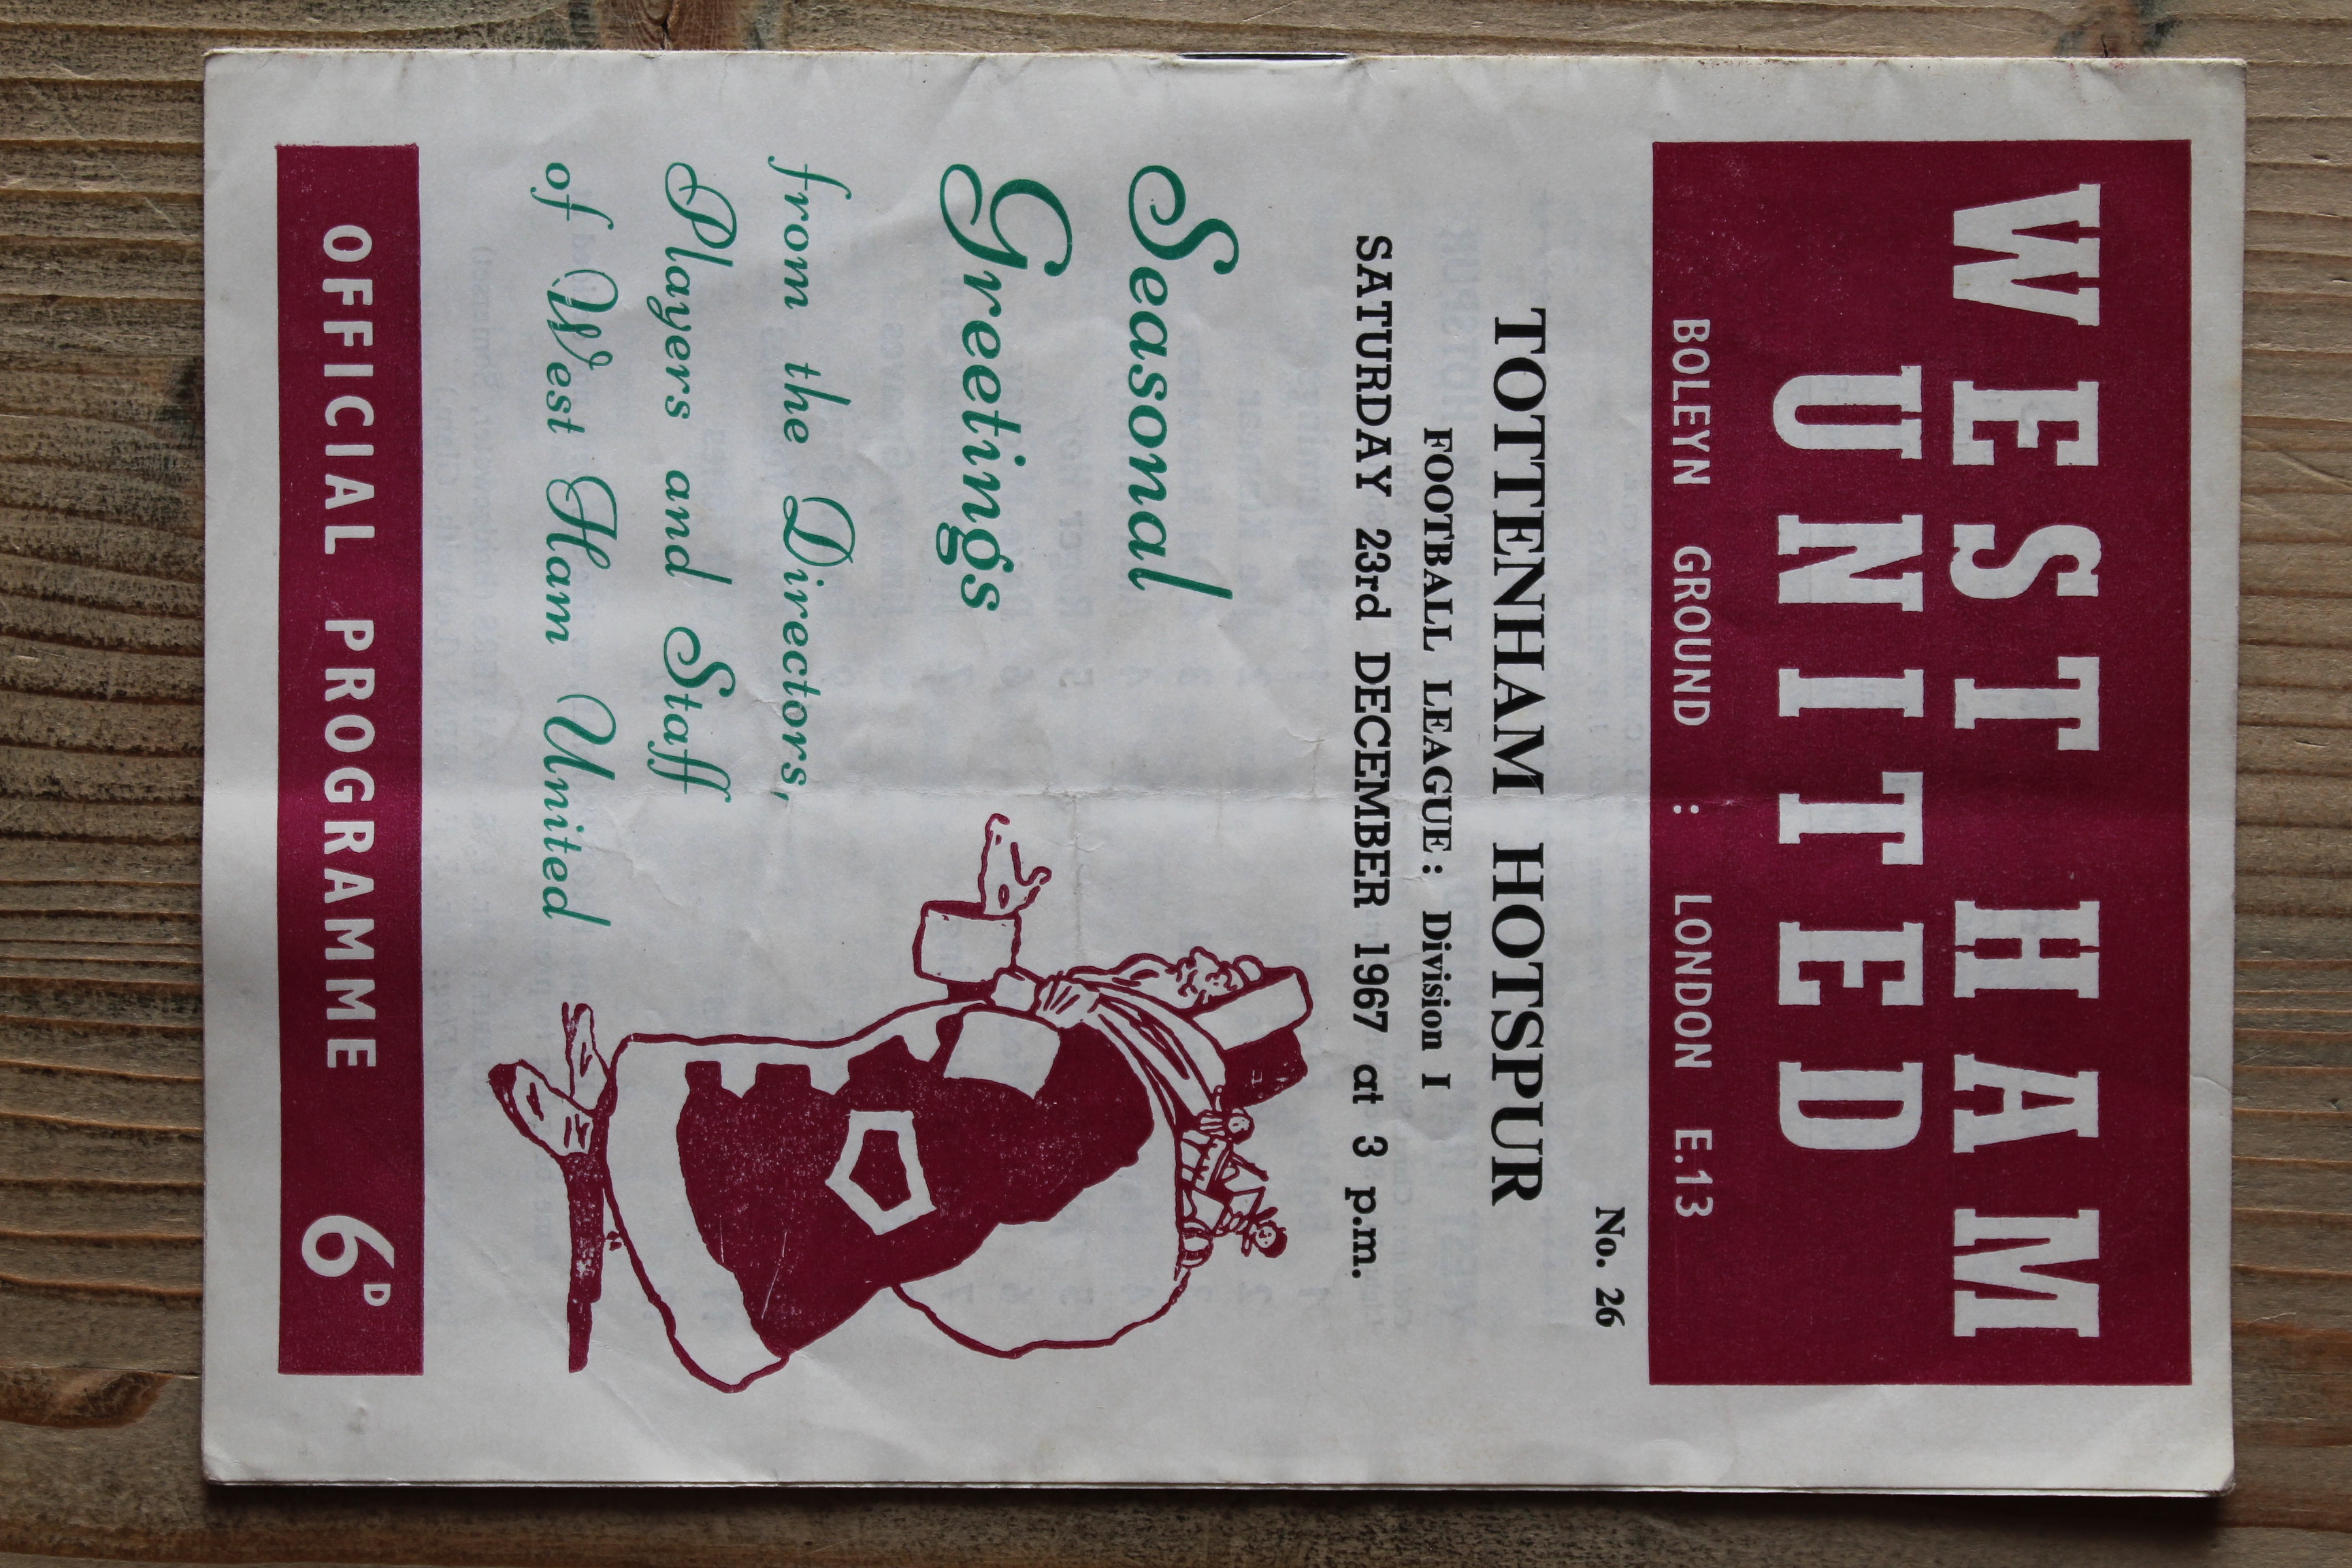 WEST HAM
UNITED
BOLEYN GROUND : LONDON E.13
No. 26
TOTTENHAM HOTSPUR
FOOTBALL LEAGUE : Division I
SATURDAY 23rd DECEMBER 1967 at 3 p.m.
Seasonal
Greetings
from the Directors,
Players and Staff
of West Ham United
OFFICIAL PROGRAMME 6D